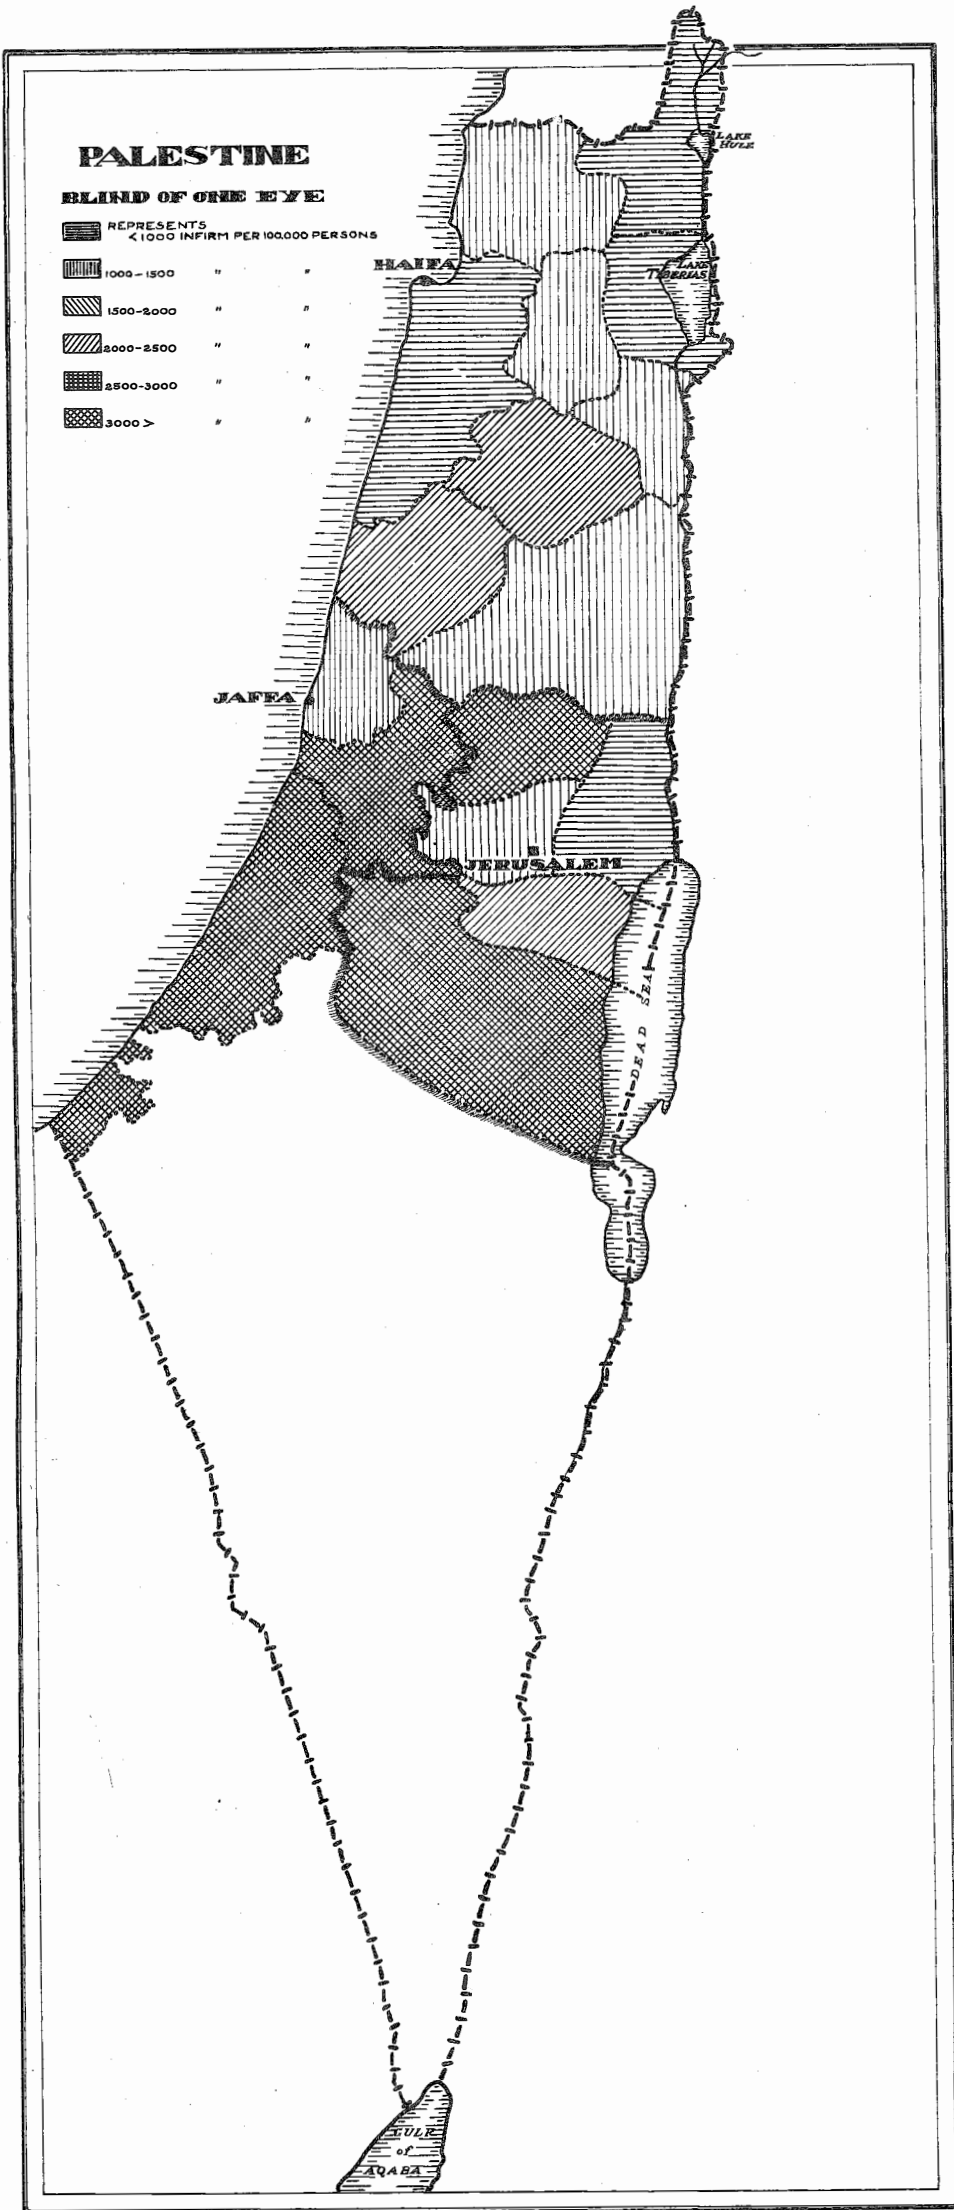 PALESTINE
BLIND OF ONE EYE
REPRESENTS
<1000 INFIRM PER 100.000 PERSONS
1000-1500 " "
1500-2000 " "
2000-2500 " "
2500-3000 " "
3000 > " "
LAKE
HULE
HAIFA
LAKE
TIBERIAS
JAFFA
JERUSALEM
DEAD SEA
GULF
of
AQABA